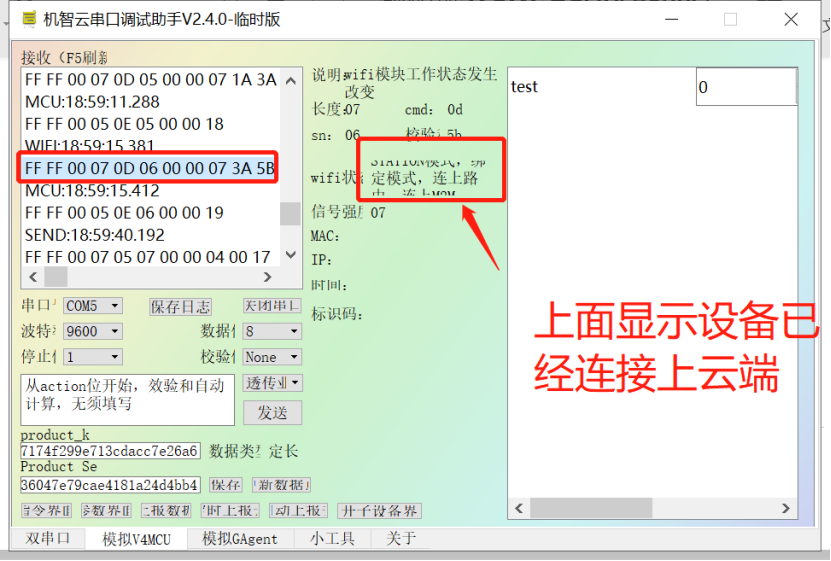 机智云串口调试助手V2.4.0-临时版
接收（F5刷新
FF FF 00 07 0D 05 00 00 07 1A 3A
MCU:18:59:11.288
FF FF 00 05 0E 05 00 00 18
WIFI:18:59:15.381
FF FF 00 07 0D 06 00 00 07 3A 5B
MCU:18:59:15.412
FF FF 00 05 0E 06 00 00 19
SEND:18:59:40.192
FF FF 00 07 05 07 00 00 04 00 17
说明:wifi模块工作状态发生
改变
长度:07 cmd: 0d
sn: 06 校验:5b
wifi状态
STATION模式，绑
定模式，连上路
由，连上M2M
信号强度 07
MAC:
IP:
时间:
标识码:
test 0
上面显示设备已
经连接上云端
串口 COM5 保存日志 关闭串口
波特 9600 数据 8
停止位 1 校验 None
从action位开始，效验和自动
计算，无须填写
透传业
发送
product_k
7174f299e713cdacc7e26a6 数据类型 定长
Product Se
36047e79cae4181a24d4bb4 保存 更新数据
命令界面 参数界面 上报数据 定时上报 自动上报 中子设备界
双串口 模拟V4MCU 模拟GAgent 小工具 关于